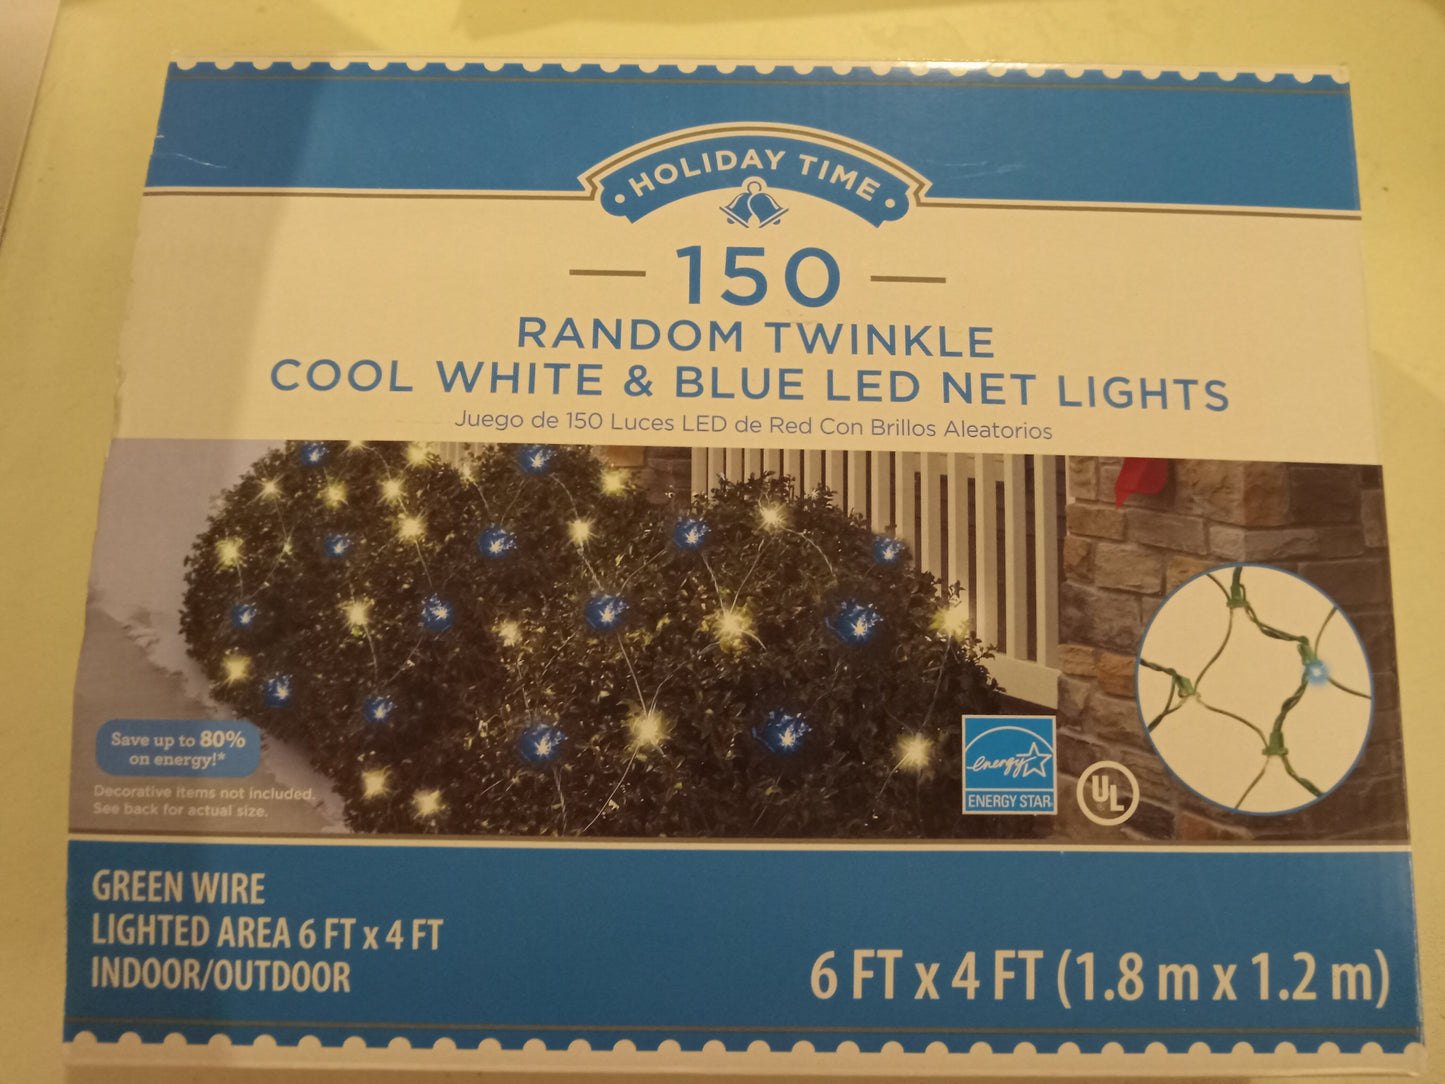 HOLIDAY TIME
150
RANDOM TWINKLE
COOL WHITE & BLUE LED NET LIGHTS
Juego de 150 Luces LED de Red Con Brillos Aleatorios
Save up to 80%
on energy!*
Decorative items not included.
See back for actual size.
energy
ENERGY STAR
UL
GREEN WIRE
LIGHTED AREA 6 FT x 4 FT
INDOOR/OUTDOOR
6 FT x 4 FT (1.8 m x 1.2 m)